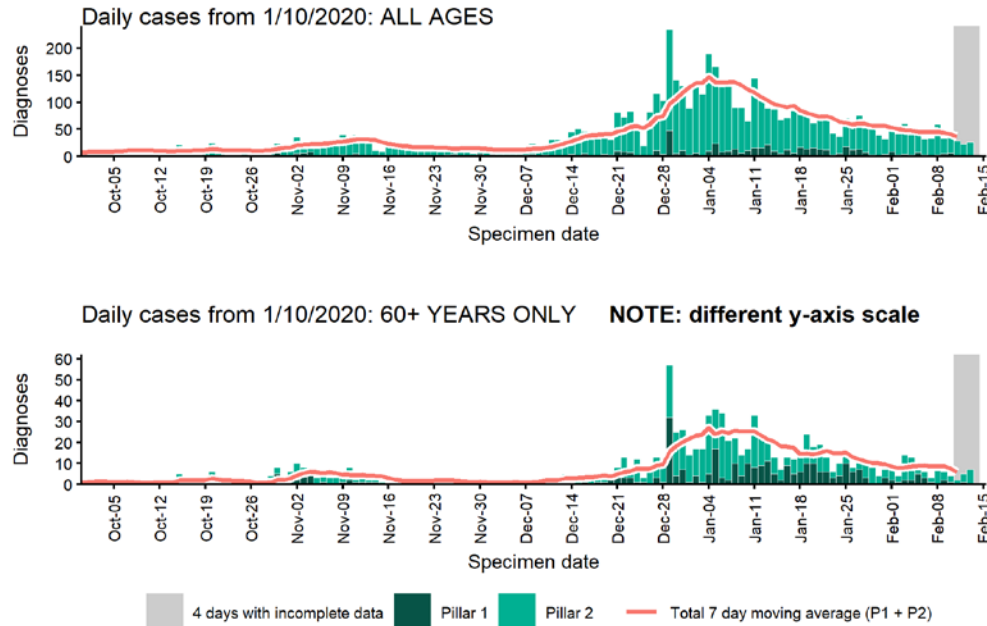 Daily cases from 1/10/2020: ALL AGES
Diagnoses
200
150
100
50
0
Oct-05
Oct-12
Oct-19
Oct-26
Nov-02
Nov-09
Nov-16
Nov-23
Nov-30
Dec-07
Dec-14
Dec-21
Dec-28
Jan-04
Jan-11
Jan-18
Jan-25
Feb-01
Feb-08
Feb-15
Specimen date
Daily cases from 1/10/2020: 60+ YEARS ONLY NOTE: different y-axis scale
Diagnoses
60
50
40
30
20
10
0
Oct-05
Oct-12
Oct-19
Oct-26
Nov-02
Nov-09
Nov-16
Nov-23
Nov-30
Dec-07
Dec-14
Dec-21
Dec-28
Jan-04
Jan-11
Jan-18
Jan-25
Feb-01
Feb-08
Feb-15
Specimen date
4 days with incomplete data Pillar 1 Pillar 2 Total 7 day moving average (P1 + P2)